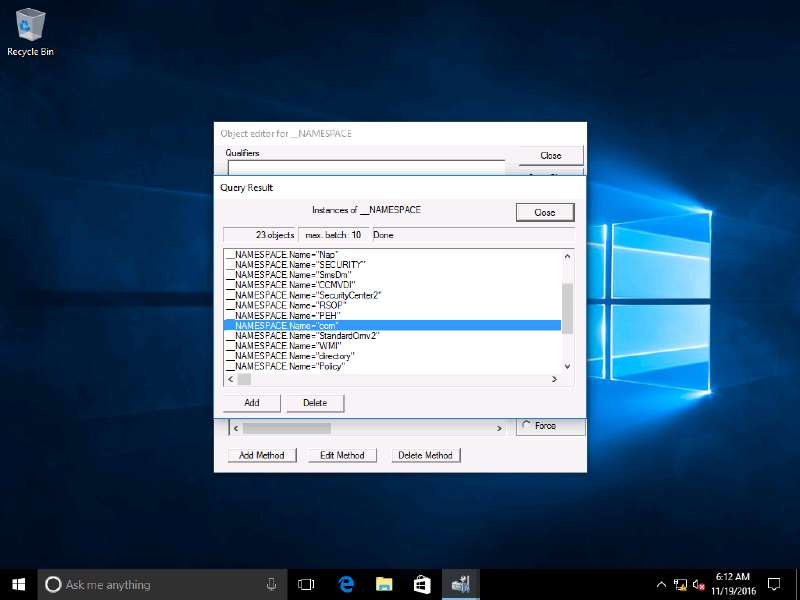 Recycle Bin
Object editor for __NAMESPACE
Qualifiers
Close
Query Result
Instances of __NAMESPACE
Close
23 objects
max. batch: 10
Done
__NAMESPACE.Name="Nap"
__NAMESPACE.Name="SECURITY"
__NAMESPACE.Name="SmsDm"
__NAMESPACE.Name="CCMVDI"
__NAMESPACE.Name="SecurityCenter2"
__NAMESPACE.Name="RSOP"
__NAMESPACE.Name="PEH"
__NAMESPACE.Name="ccm"
__NAMESPACE.Name="StandardCimv2"
__NAMESPACE.Name="WMI"
__NAMESPACE.Name="directory"
__NAMESPACE.Name="Policy"
Add
Delete
Force
Add Method
Edit Method
Delete Method
Ask me anything
6:12 AM
11/19/2016